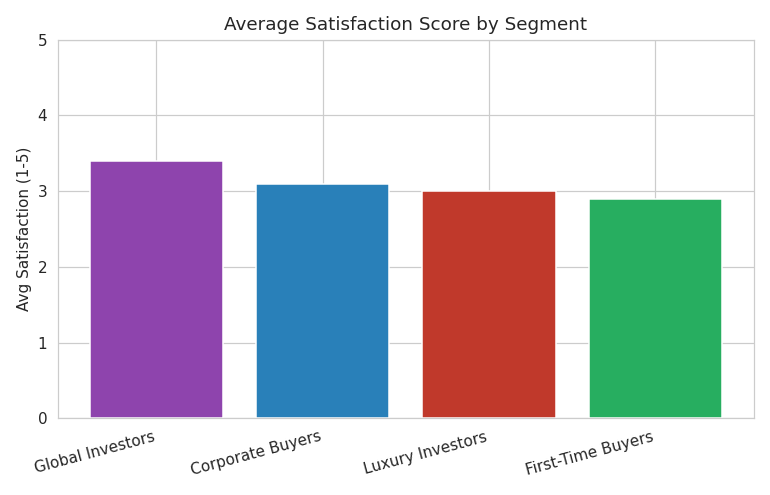 Average Satisfaction Score by Segment
Avg Satisfaction (1-5)
5
4
3
2
1
0
Global Investors
Corporate Buyers
Luxury Investors
First-Time Buyers